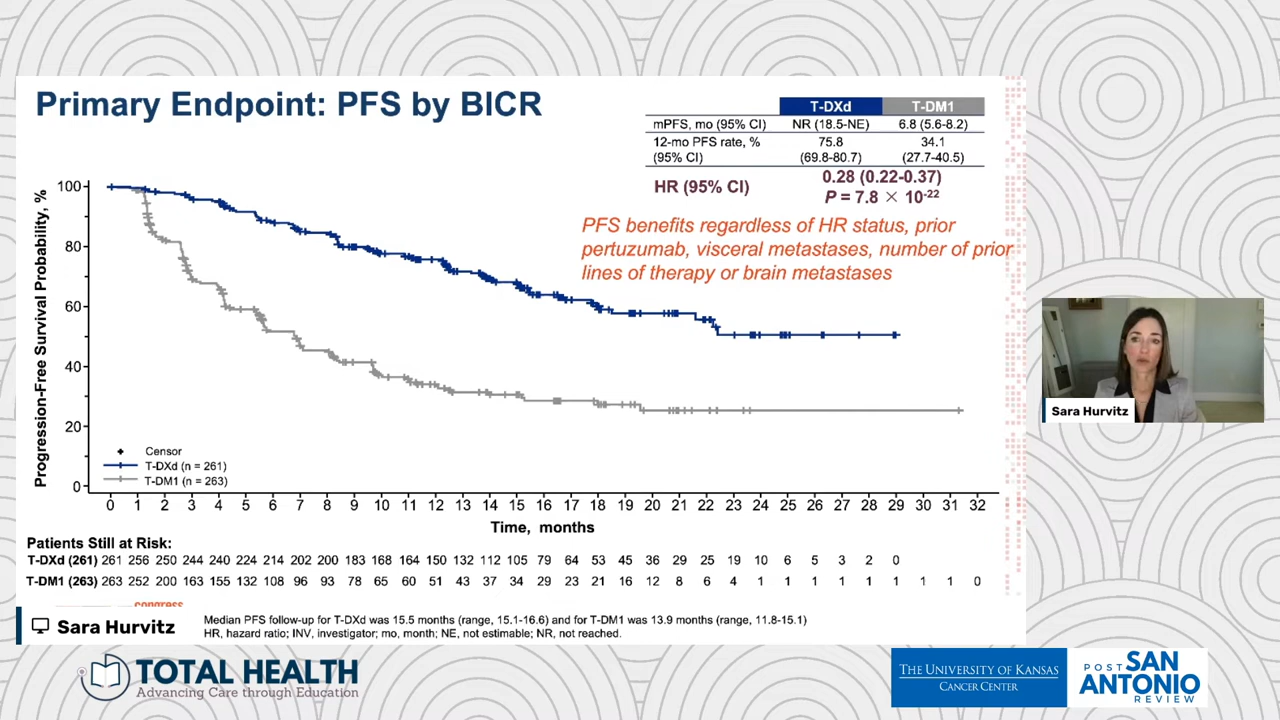 Primary Endpoint: PFS by BICR
T-DXd T-DM1
mPFS, mo (95% CI) NR (18.5-NE) 6.8 (5.6-8.2)
12-mo PFS rate, % 75.8 34.1
(95% CI) (69.8-80.7) (27.7-40.5)
HR (95% CI) 0.28 (0.22-0.37)
P = 7.8 × 10-22
PFS benefits regardless of HR status, prior
pertuzumab, visceral metastases, number of prior
lines of therapy or brain metastases
Progression-Free Survival Probability, %
100
80
60
40
20
0
Censor
T-DXd (n = 261)
T-DM1 (n = 263)
0 1 2 3 4 5 6 7 8 9 10 11 12 13 14 15 16 17 18 19 20 21 22 23 24 25 26 27 28 29 30 31 32
Time, months
Patients Still at Risk:
T-DXd (261) 261 256 250 244 240 224 214 202 200 183 168 164 150 132 112 105 79 64 53 45 36 29 25 19 10 6 5 3 2 0
T-DM1 (263) 263 252 200 163 155 132 108 96 93 78 65 60 51 43 37 34 29 23 21 16 12 8 6 4 1 1 1 1 1 1 1 1 0
congress
Sara Hurvitz
Median PFS follow-up for T-DXd was 15.5 months (range, 15.1-16.6) and for T-DM1 was 13.9 months (range, 11.8-15.1)
HR, hazard ratio; INV, investigator; mo, month; NE, not estimable; NR, not reached.
Sara Hurvitz
TOTAL HEALTH
Advancing Care through Education
THE UNIVERSITY OF KANSAS
CANCER CENTER
POST
SAN
ANTONIO
REVIEW